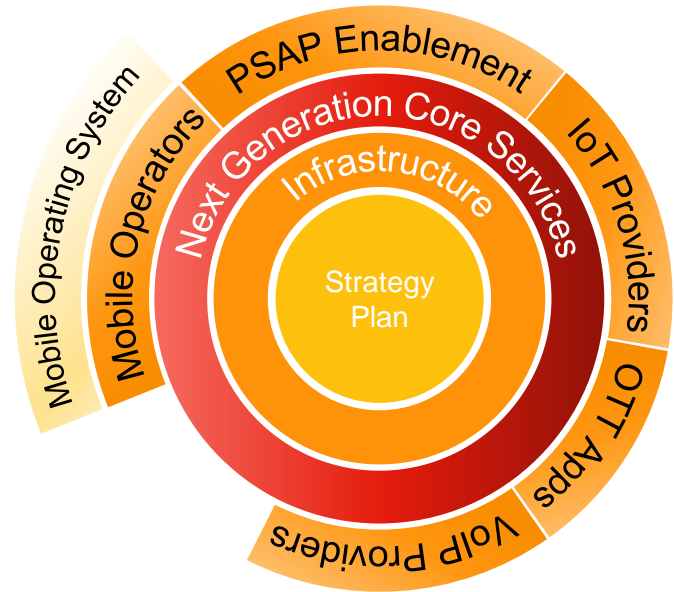 PSAP Enablement
IoT Providers
OTT Apps
VoIP Providers
Mobile Operators
Mobile Operating System
Next Generation Core Services
Infrastructure
Strategy
Plan